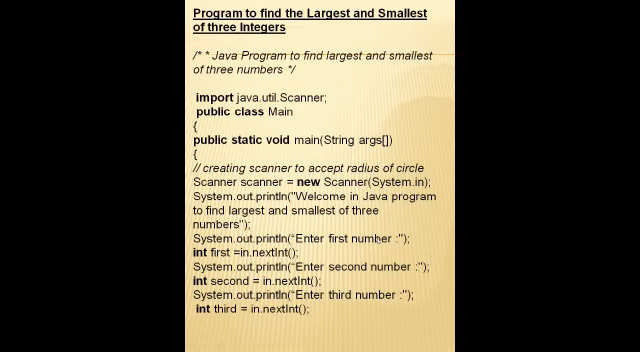 Program to find the Largest and Smallest
of three Integers
/* * Java Program to find largest and smallest
of three numbers */
import java.util.Scanner;
public class Main
{
public static void main(String args[])
{
// creating scanner to accept radius of circle
Scanner scanner = new Scanner(System.in);
System.out.println("Welcome in Java program
to find largest and smallest of three
numbers");
System.out.println("Enter first number :");
int first =in.nextInt();
System.out.println("Enter second number :");
int second = in.nextInt();
System.out.println("Enter third number :");
int third = in.nextInt();